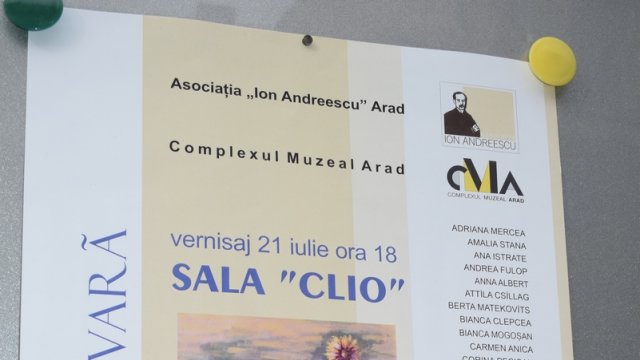 Asociația „Ion Andreescu” Arad
Complexul Muzeal Arad
vernisaj 21 iulie ora 18
SALA "CLIO"
VARĂ
ION ANDREESCU
CMA
COMPLEXUL MUZEAL ARAD
ADRIANA MERCEA
AMALIA STANA
ANA ISTRATE
ANDREA FULOP
ANNA ALBERT
ATTILA CSILLAG
BERTA MATEKOVÍTS
BIANCA CLEPCEA
BIANCA MOGOȘAN
CARMEN ANICA